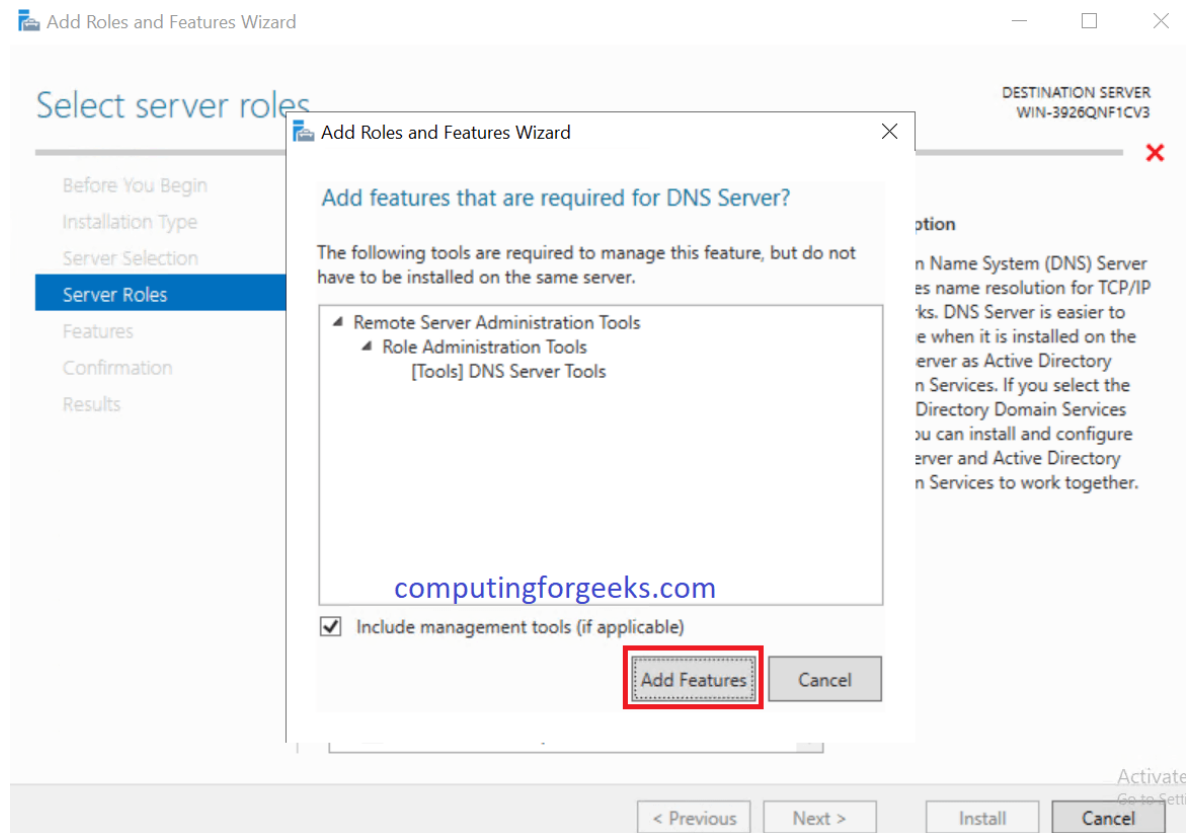 Add Roles and Features Wizard
Select server roles
DESTINATION SERVER
WIN-3926QNF1CV3
Before You Begin
Installation Type
Server Selection
Server Roles
Features
Confirmation
Results
Add Roles and Features Wizard
Add features that are required for DNS Server?
The following tools are required to manage this feature, but do not
have to be installed on the same server.
Remote Server Administration Tools
Role Administration Tools
[Tools] DNS Server Tools
computingforgeeks.com
Include management tools (if applicable)
Add Features
Cancel
ption
n Name System (DNS) Server
es name resolution for TCP/IP
rks. DNS Server is easier to
e when it is installed on the
erver as Active Directory
n Services. If you select the
Directory Domain Services
ou can install and configure
erver and Active Directory
n Services to work together.
Activate
Go to Setti
< Previous
Next >
Install
Cancel